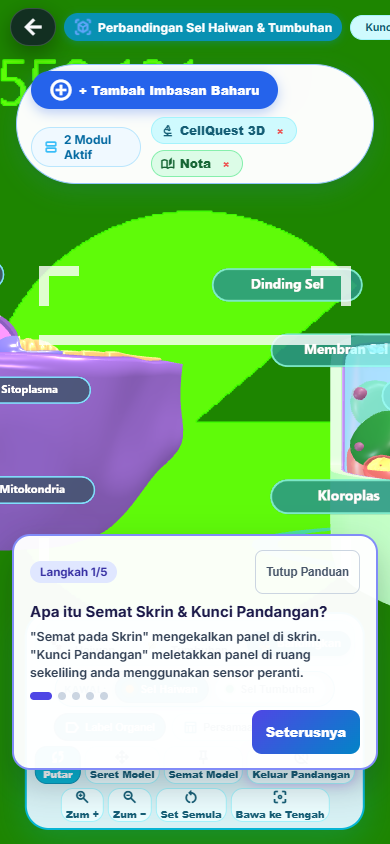 Perbandingan Sel Haiwan & Tumbuhan
+ Tambah Imbasan Baharu
2 Modul
Aktif
CellQuest 3D ×
Nota ×
Dinding Sel
Membran Sel
Sitoplasma
Mitokondria
Kloroplas
Langkah 1/5
Tutup Panduan
Apa itu Semat Skrin & Kunci Pandangan?
"Semat pada Skrin" mengekalkan panel di skrin.
"Kunci Pandangan" meletakkan panel di ruang
sekeliling anda menggunakan sensor peranti.
Seterusnya
Putar
Seret Model
Semat Model
Keluar Pandangan
Zum +
Zum −
Set Semula
Bawa ke Tengah